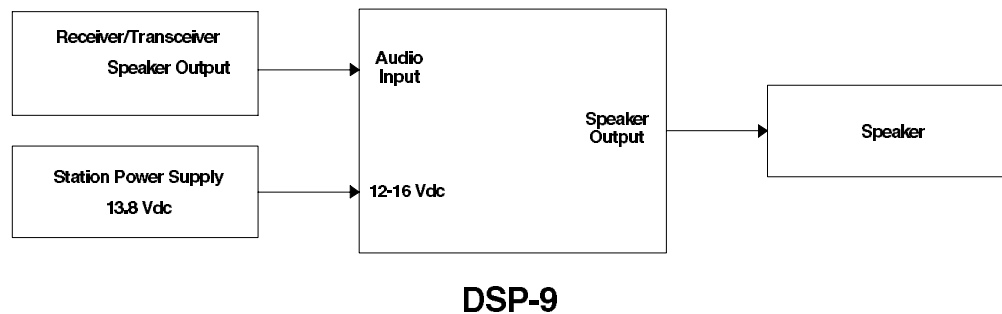 Receiver/Transceiver
Speaker Output
Audio
Input
Speaker
Output
Speaker
Station Power Supply
13.8 Vdc
12-16 Vdc
DSP-9